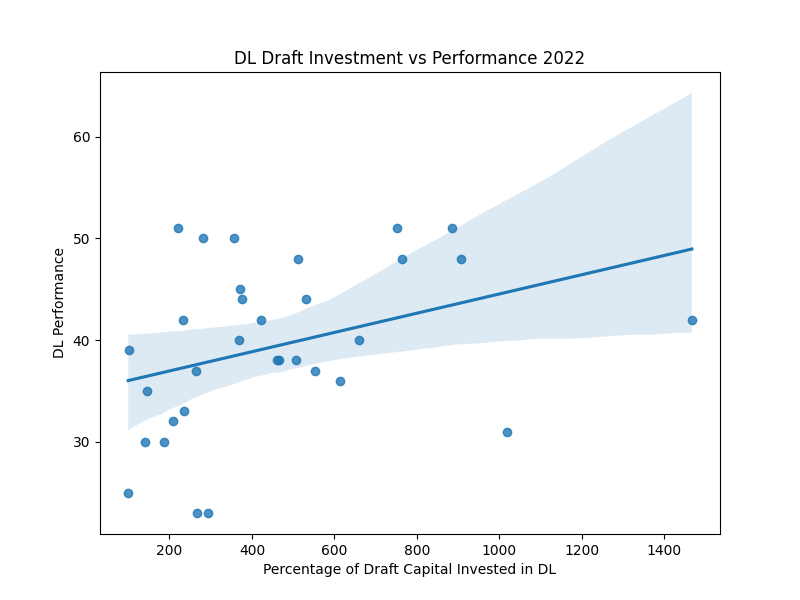 DL Draft Investment vs Performance 2022
60
50
40
30
DL Performance
200 400 600 800 1000 1200 1400
Percentage of Draft Capital Invested in DL